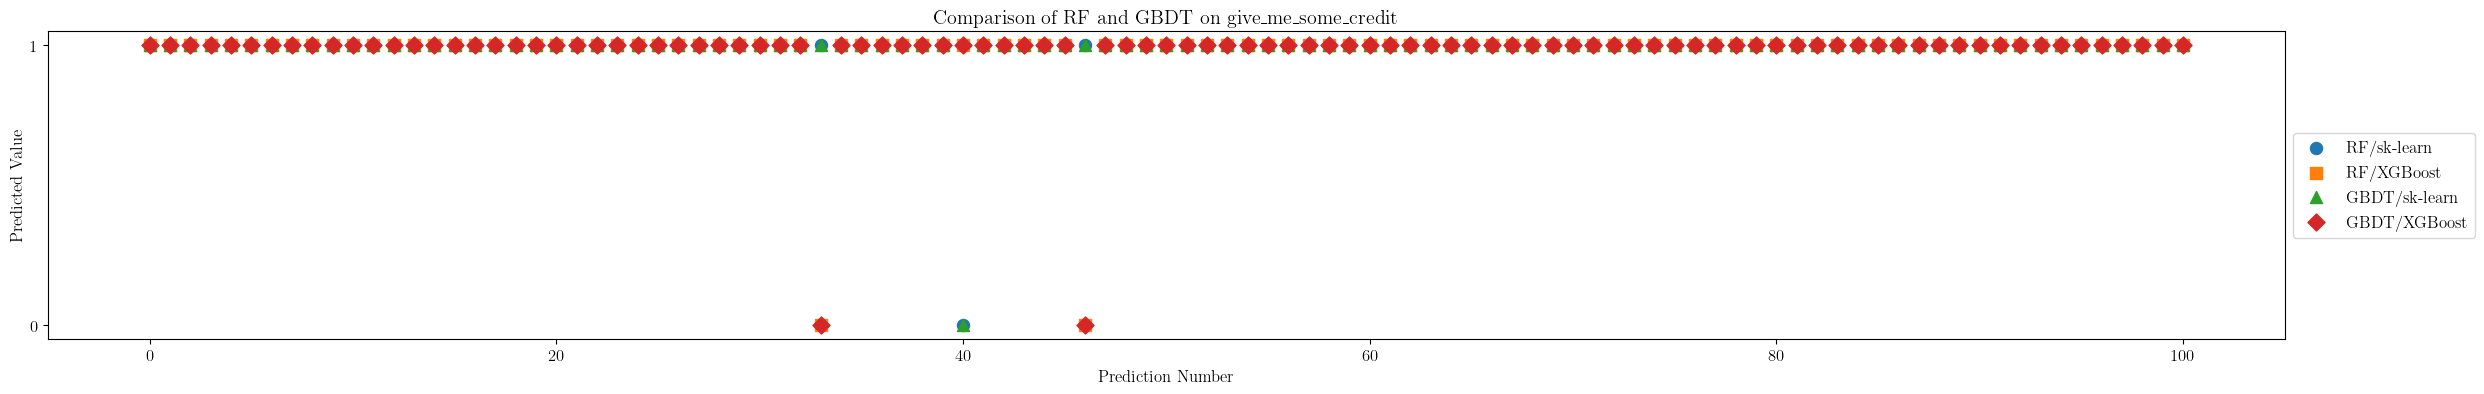 Comparison of RF and GBDT on give_me_some_credit
Predicted Value
1
0
0
20
40
60
80
100
Prediction Number
RF/sk-learn
RF/XGBoost
GBDT/sk-learn
GBDT/XGBoost